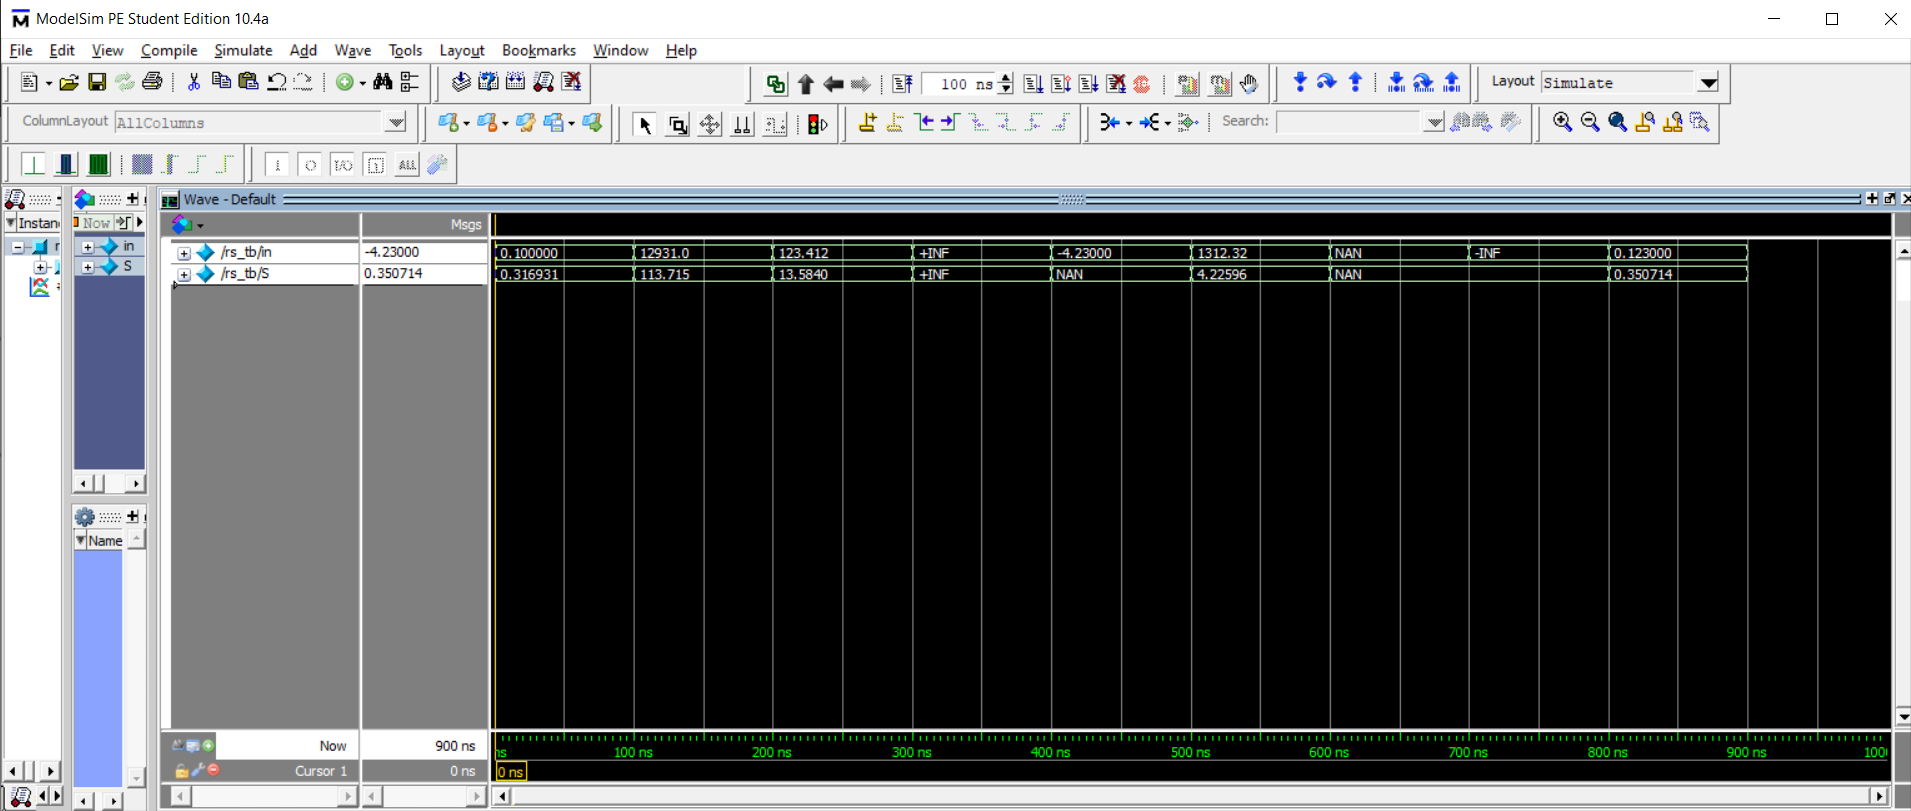 ModelSim PE Student Edition 10.4a
File Edit View Compile Simulate Add Wave Tools Layout Bookmarks Window Help
100 ns
Layout Simulate
ColumnLayout AllColumns
Search:
I O I/O ALL
Wave - Default
Instan
Now
Msgs
in
S
/rs_tb/in -4.23000 0.100000 12931.0 123.412 +INF -4.23000 1312.32 NAN -INF 0.123000
/rs_tb/S 0.350714 0.316931 113.715 13.5840 +INF NAN 4.22596 NAN 0.350714
Name
Now 900 ns
ns 100 ns 200 ns 300 ns 400 ns 500 ns 600 ns 700 ns 800 ns 900 ns 1000
Cursor 1 0 ns
0 ns